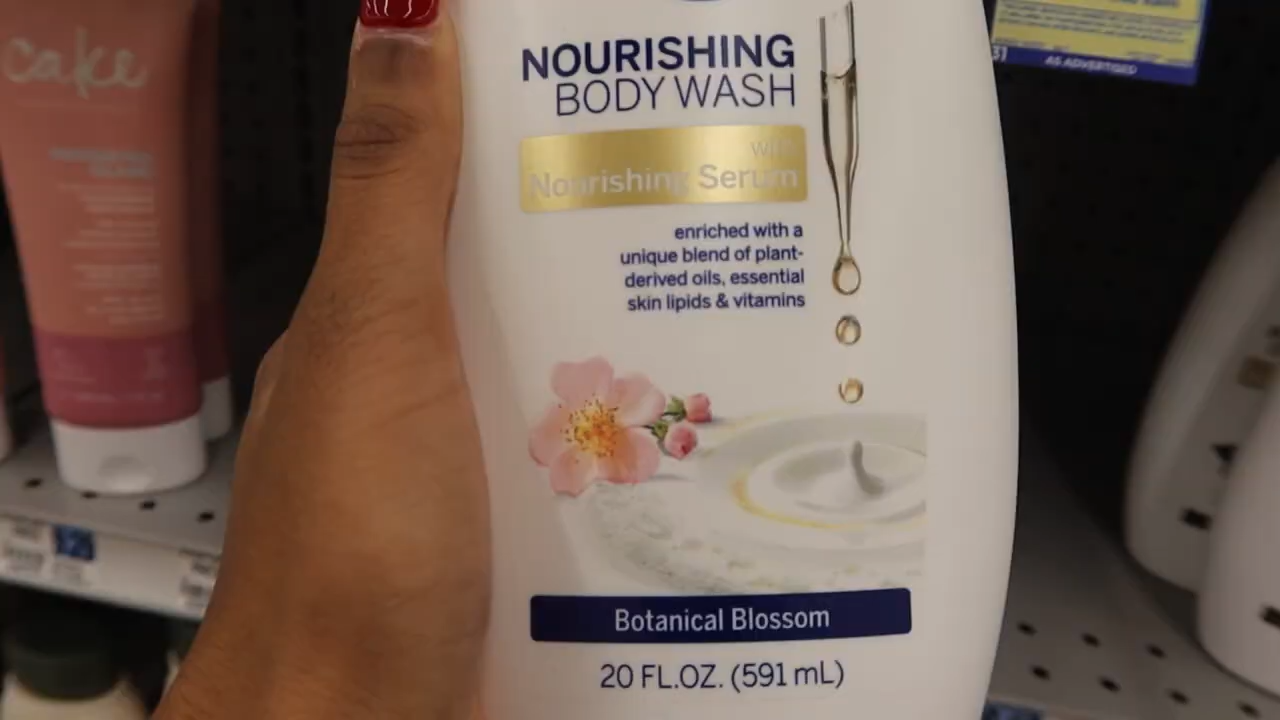 cake
NOURISHING
BODY WASH
with
Nourishing Serum
enriched with a
unique blend of plant-
derived oils, essential
skin lipids & vitamins
Botanical Blossom
20 FL.OZ. (591 mL)
AS ADVERTISED